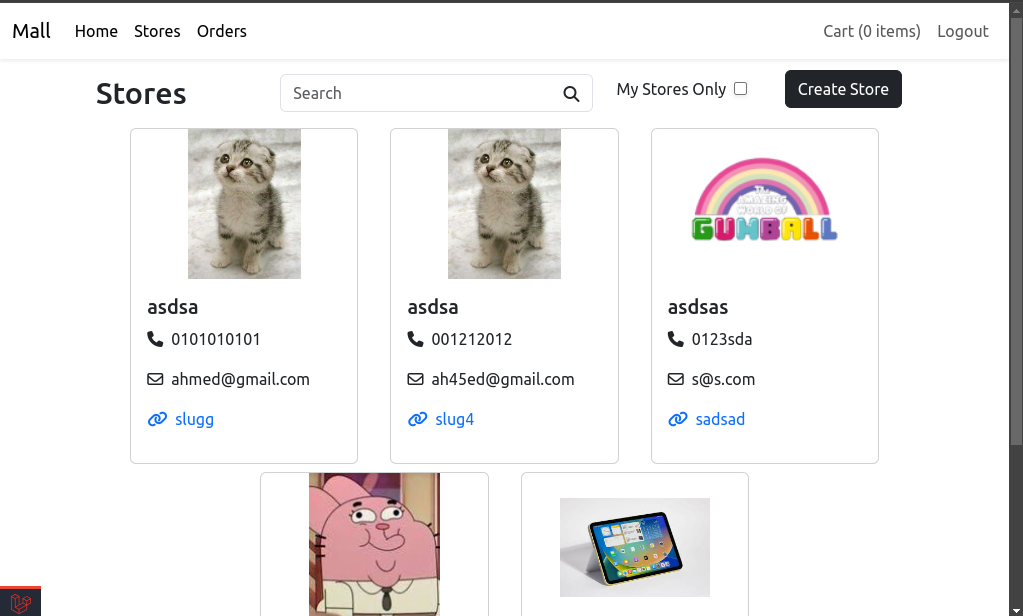 Mall Home Stores Orders Cart (0 items) Logout
Stores Search My Stores Only Create Store
THE AMAZING WORLD OF GUMBALL
asdsa
0101010101
ahmed@gmail.com
slugg
asdsa
001212012
ah45ed@gmail.com
slug4
asdsas
0123sda
s@s.com
sadsad